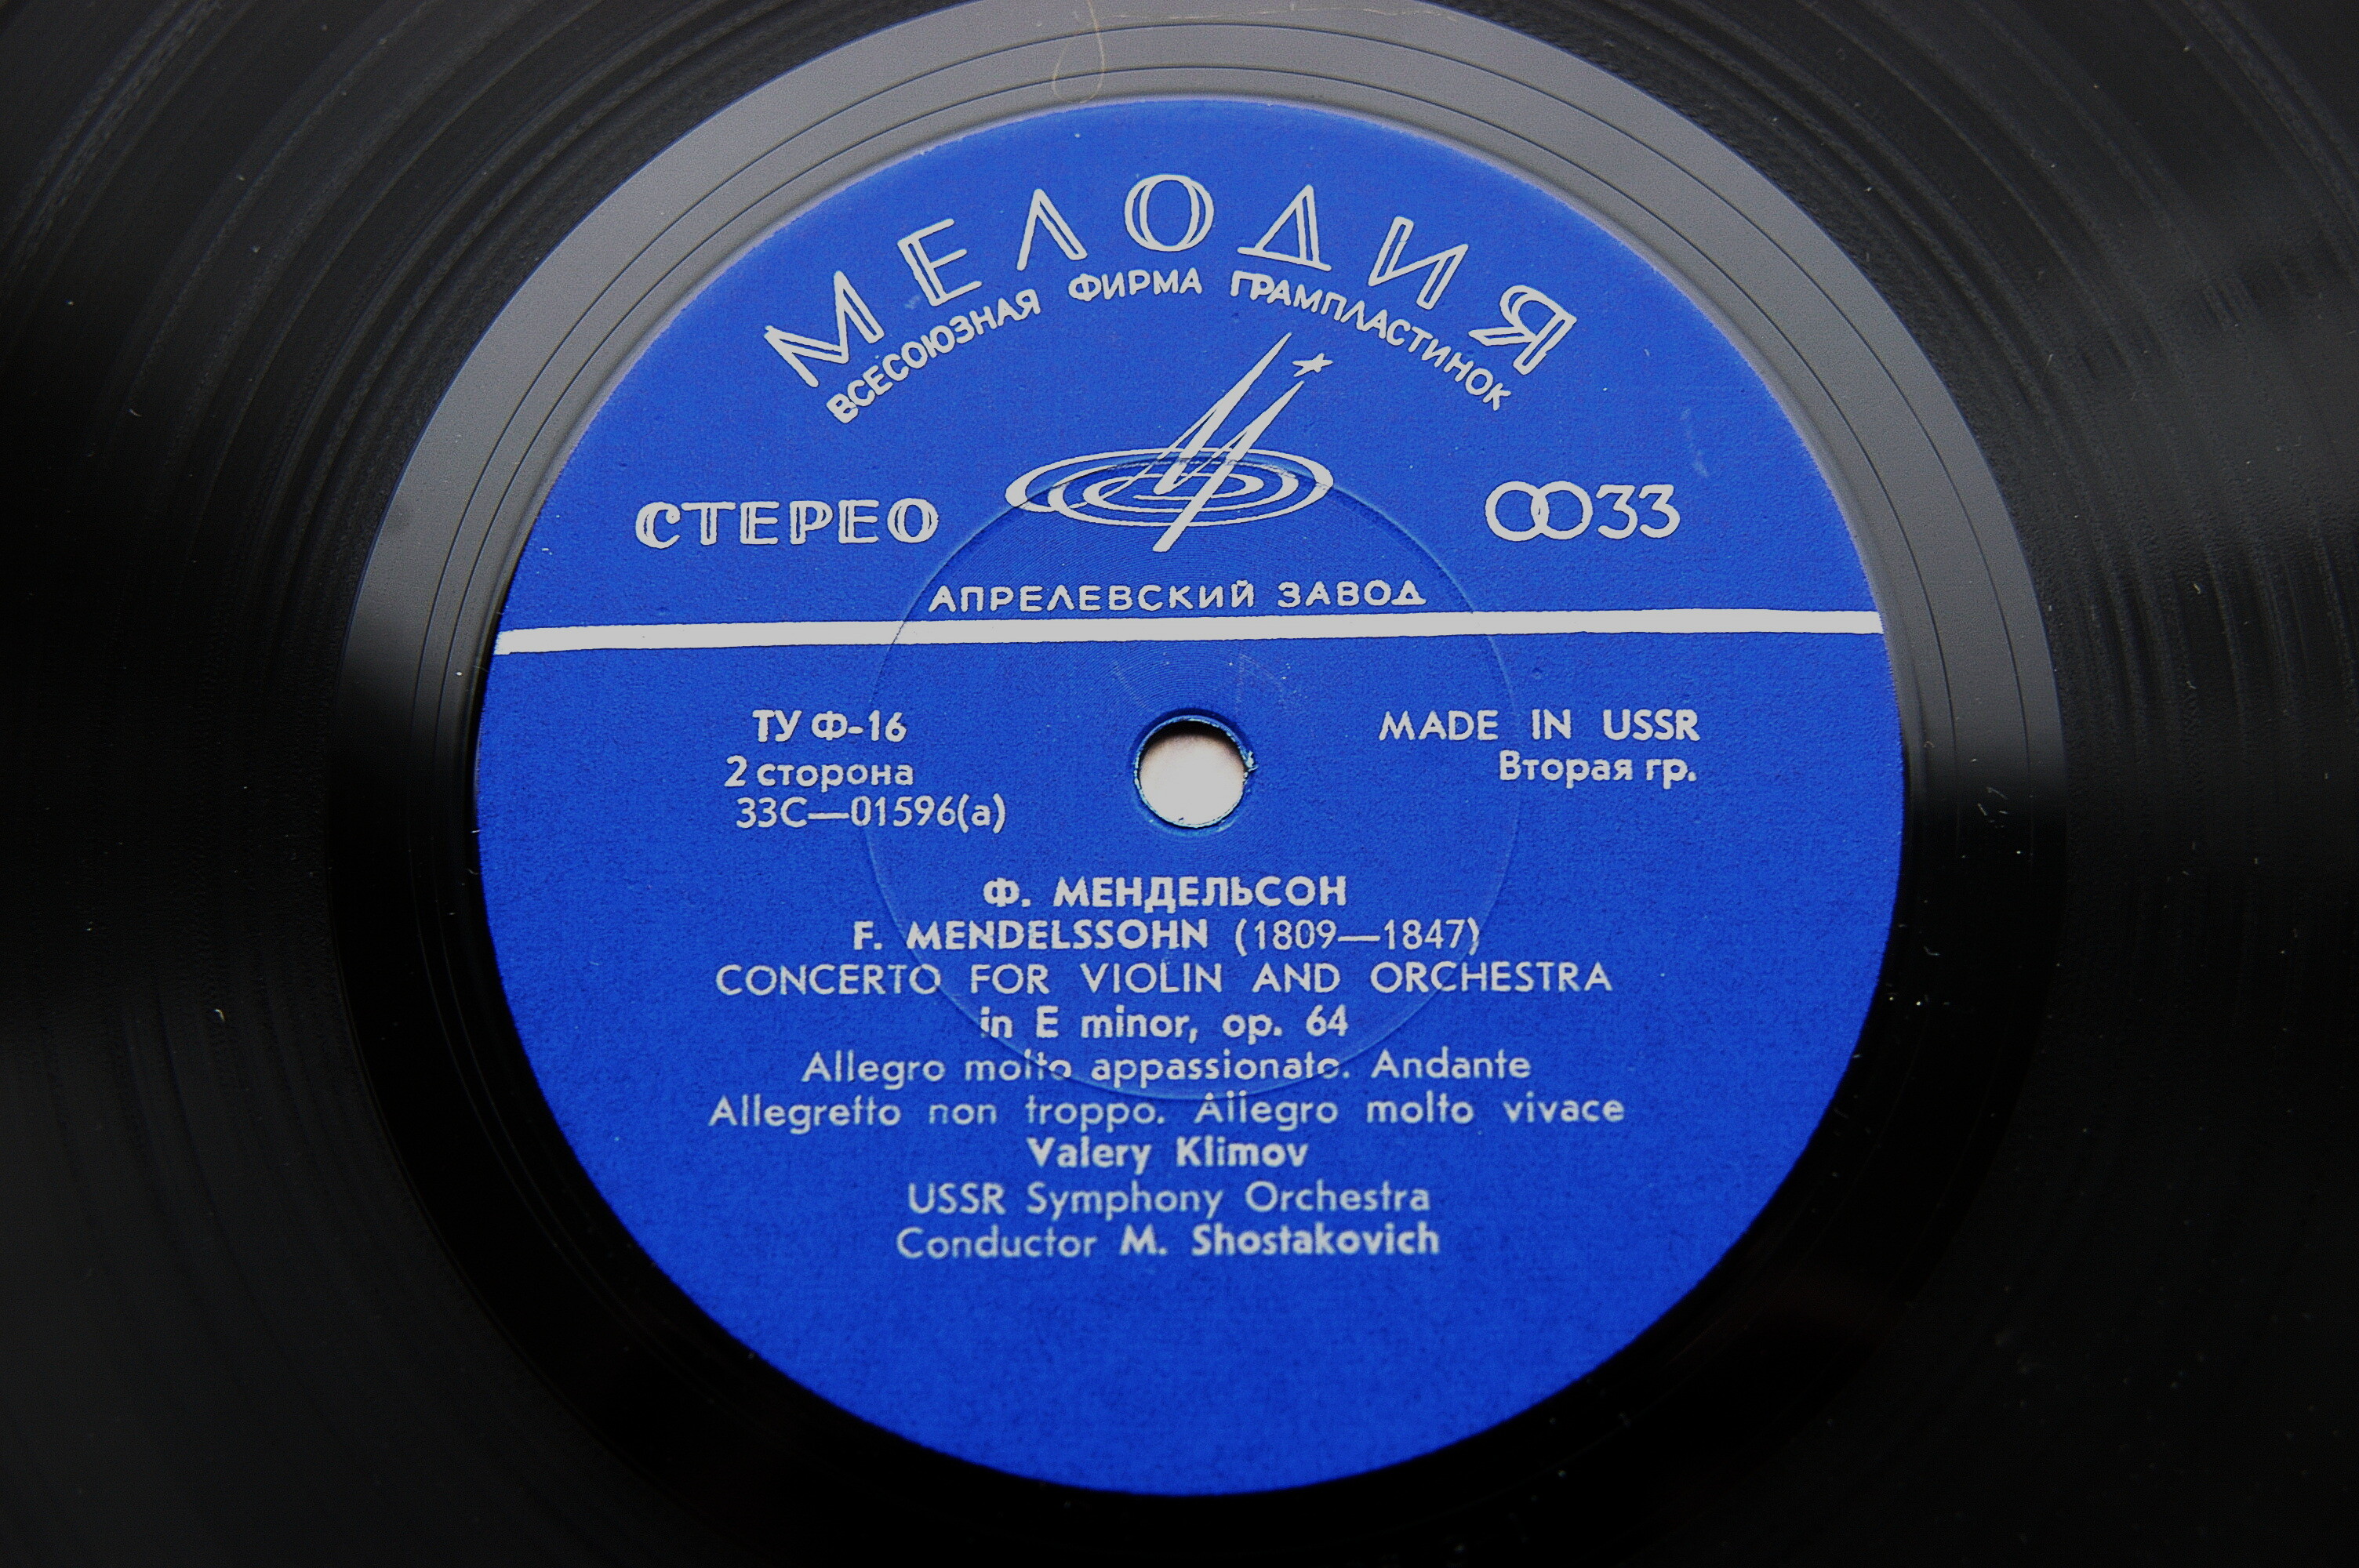 МЕЛОДИЯ
ВСЕСОЮЗНАЯ ФИРМА ГРАМПЛАСТИНОК
СТЕРЕО
33
АПРЕЛЕВСКИЙ ЗАВОД
ТУ Ф-16
MADE IN USSR
2 сторона
Вторая гр.
33С—01596(а)
Ф. МЕНДЕЛЬСОН
F. MENDELSSOHN (1809—1847)
CONCERTO FOR VIOLIN AND ORCHESTRA
in E minor, op. 64
Allegro molto appassionato. Andante
Allegretto non troppo. Allegro molto vivace
Valery Klimov
USSR Symphony Orchestra
Conductor M. Shostakovich